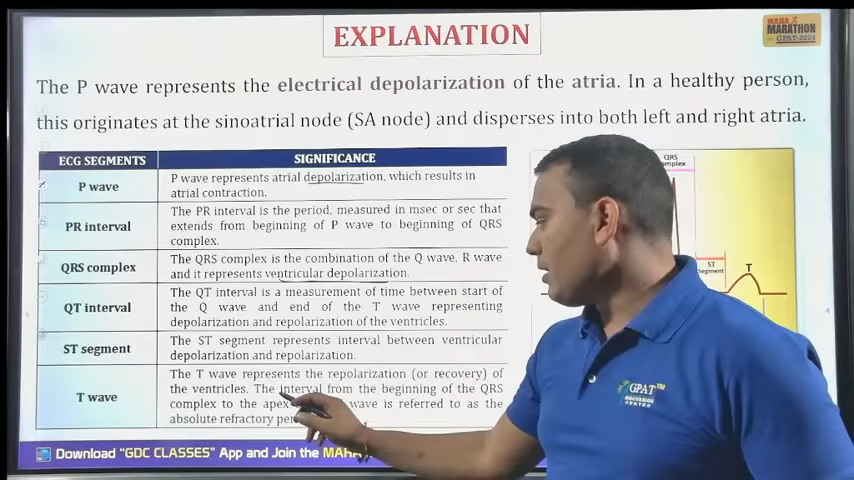 EXPLANATION
MAHA
MARATHON
GPAT-2024
The P wave represents the electrical depolarization of the atria. In a healthy person,
this originates at the sinoatrial node (SA node) and disperses into both left and right atria.
ECG SEGMENTS SIGNIFICANCE
P wave
P wave represents atrial depolarization, which results in
atrial contraction.
PR interval
The PR interval is the period, measured in msec or sec that
extends from beginning of P wave to beginning of QRS
complex.
QRS complex
The QRS complex is the combination of the Q wave, R wave
and it represents ventricular depolarization.
QT interval
The QT interval is a measurement of time between start of
the Q wave and end of the T wave representing
depolarization and repolarization of the ventricles.
ST segment
The ST segment represents interval between ventricular
depolarization and repolarization.
T wave
The T wave represents the repolarization (or recovery) of
the ventricles. The interval from the beginning of the QRS
complex to the apex wave is referred to as the
absolute refractory
QRS
ST
Segment
T
GPAT™
DISCUSSION
CENTER
Download "GDC CLASSES" App and Join the